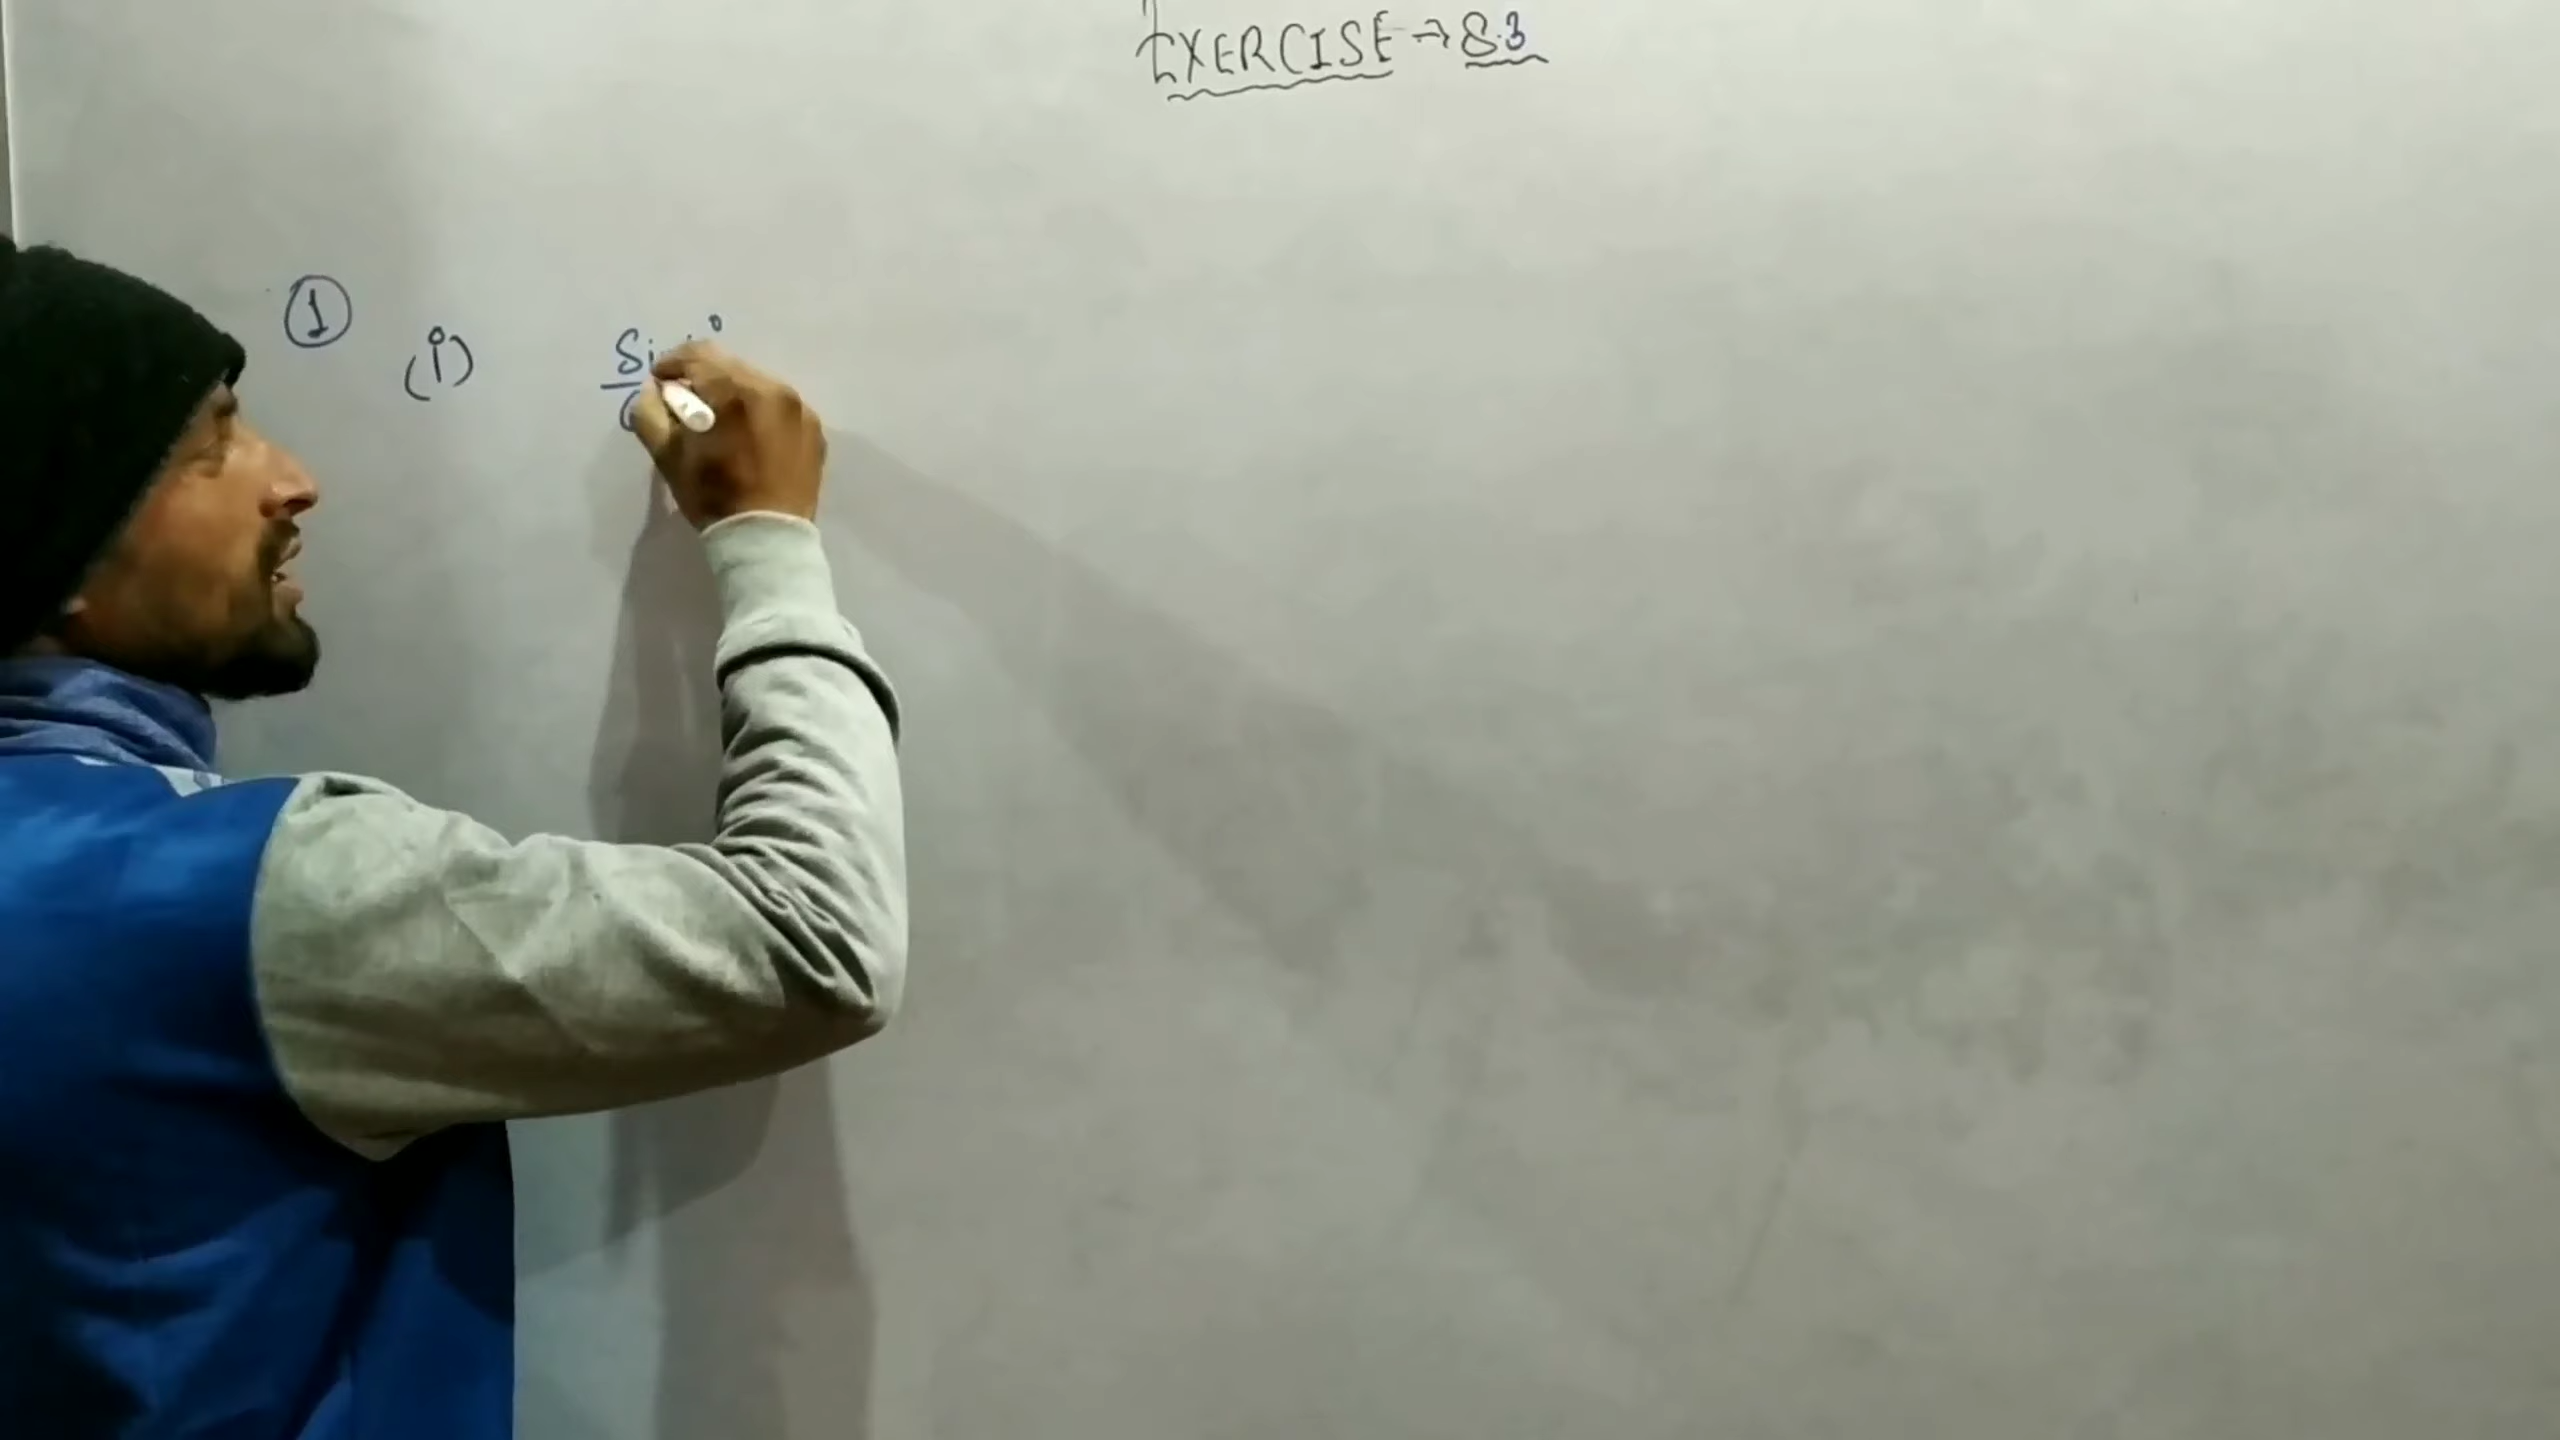 EXERCISE → 8.3
①
(i)